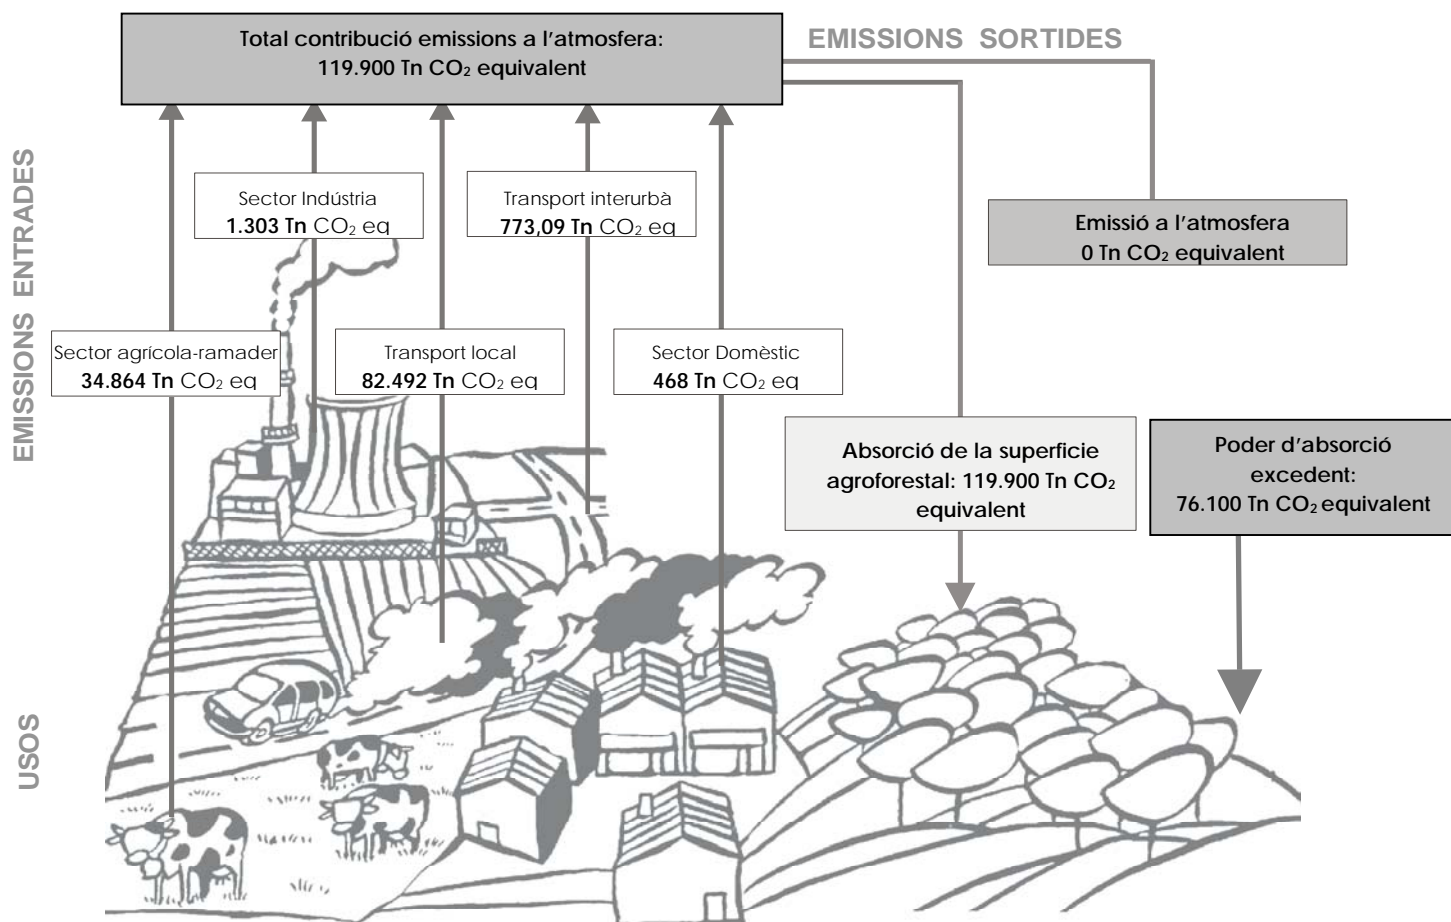 Total contribució emissions a l'atmosfera:
119.900 Tn CO₂ equivalent
EMISSIONS SORTIDES
EMISSIONS ENTRADES
Sector Indústria
1.303 Tn CO₂ eq
Transport interurbà
773,09 Tn CO₂ eq
Emissió a l'atmosfera
0 Tn CO₂ equivalent
Sector agrícola-ramader
34.864 Tn CO₂ eq
Transport local
82.492 Tn CO₂ eq
Sector Domèstic
468 Tn CO₂ eq
Absorció de la superficie
agroforestal: 119.900 Tn CO₂
equivalent
Poder d'absorció
excedent:
76.100 Tn CO₂ equivalent
USOS